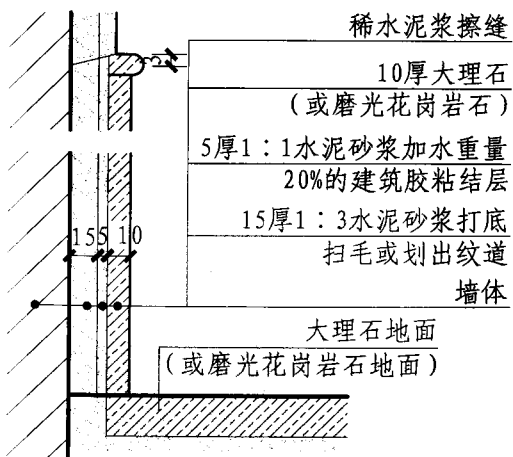 稀水泥浆擦缝
10厚大理石
(或磨光花岗岩石)
5厚1:1水泥砂浆加水重量
20%的建筑胶粘结层
15厚1:3水泥砂浆打底
扫毛或划出纹道
墙体
大理石地面
(或磨光花岗岩石地面)
5
15 5 10